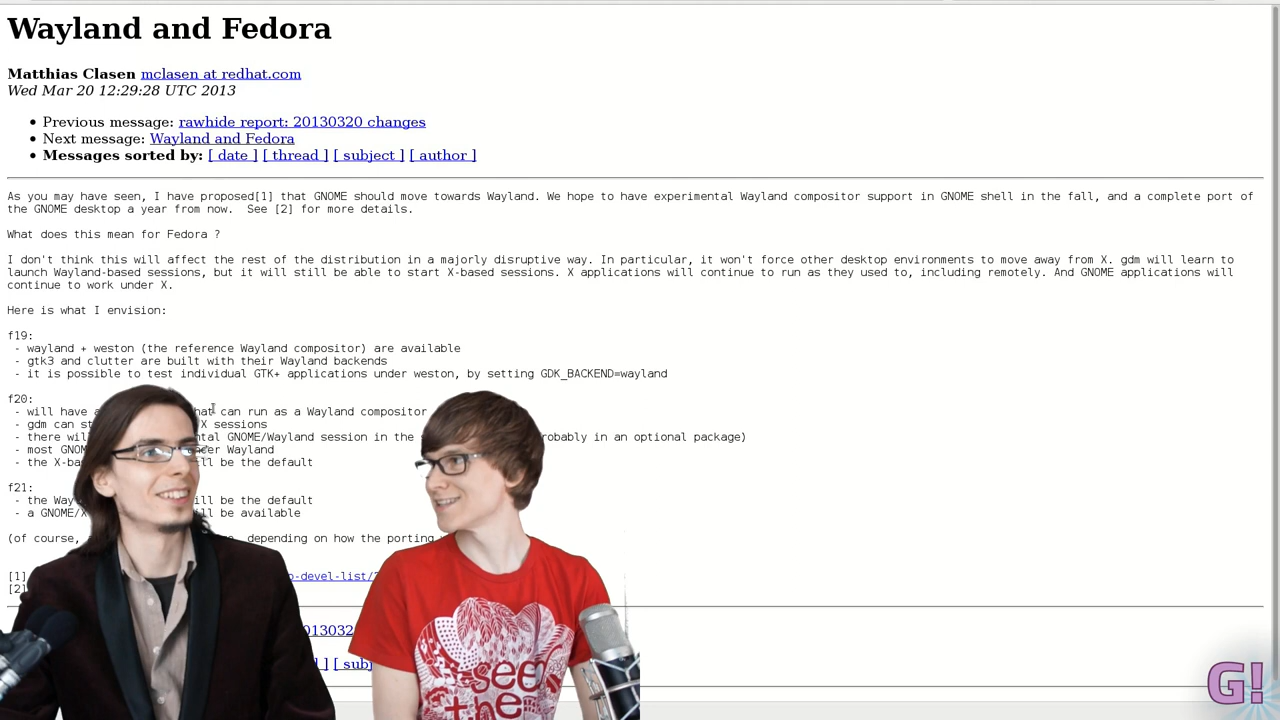 Wayland and Fedora
Matthias Clasen mclasen at redhat.com
Wed Mar 20 12:29:28 UTC 2013
• Previous message: rawhide report: 20130320 changes
• Next message: Wayland and Fedora
• Messages sorted by: [ date ] [ thread ] [ subject ] [ author ]
As you may have seen, I have proposed[1] that GNOME should move towards Wayland. We hope to have experimental Wayland compositor support in GNOME shell in the fall, and a complete port of
the GNOME desktop a year from now.  See [2] for more details.
What does this mean for Fedora ?
I don't think this will affect the rest of the distribution in a majorly disruptive way. In particular, it won't force other desktop environments to move away from X. gdm will learn to
launch Wayland-based sessions, but it will still be able to start X-based sessions. X applications will continue to run as they used to, including remotely. And GNOME applications will
continue to work under X.
Here is what I envision:
f19:
- wayland + weston (the reference Wayland compositor) are available
- gtk3 and clutter are built with their Wayland backends
- it is possible to test individual GTK+ applications under weston, by setting GDK_BACKEND=wayland
f20:
- will have can run as a Wayland compositor
- gdm can X sessions
- there GNOME/Wayland session in the in an optional package)
- most under Wayland
- the be the default
f21:
- the be the default
- a be available
(of course, depending on how the porting
[1] -devel-list/
[2]
[
seen
the
G!